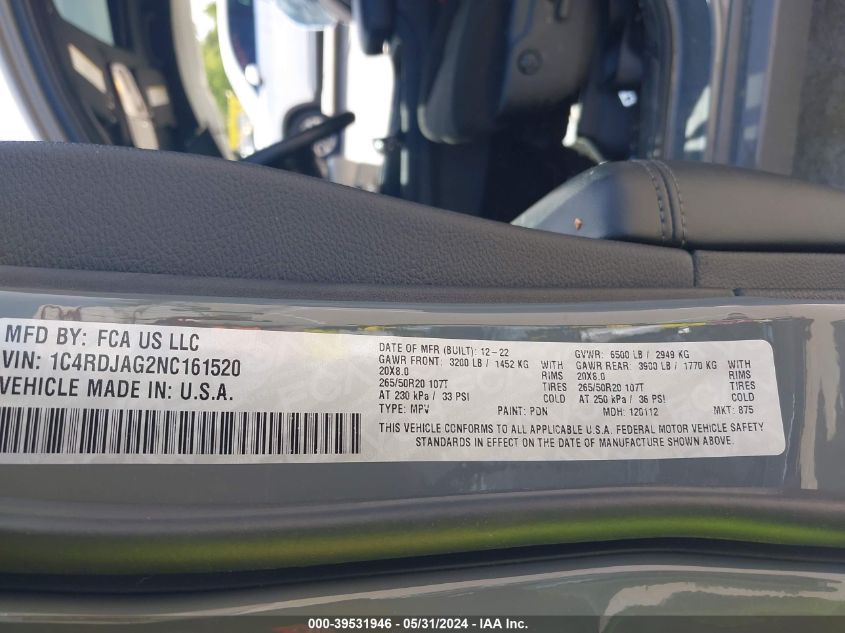 MFD BY: FCA US LLC
VIN: 1C4RDJAG2NC161520
VEHICLE MADE IN: U.S.A.
DATE OF MFR (BUILT): 12-22
GVWR: 6500 LB / 2949 KG
GAWR FRONT: 3200 LB / 1452 KG WITH
GAWR REAR: 3900 LB / 1770 KG WITH
20X8.0 RIMS
20X8.0 RIMS
265/50R20 107T TIRES
265/50R20 107T TIRES
AT 230 kPa / 33 PSI COLD
AT 250 kPa / 36 PSI COLD
TYPE: MPV PAINT: PDN MDH: 120112 MKT: 875
THIS VEHICLE CONFORMS TO ALL APPLICABLE U.S.A. FEDERAL MOTOR VEHICLE SAFETY
STANDARDS IN EFFECT ON THE DATE OF MANUFACTURE SHOWN ABOVE.
000-39531946 - 05/31/2024 - IAA Inc.